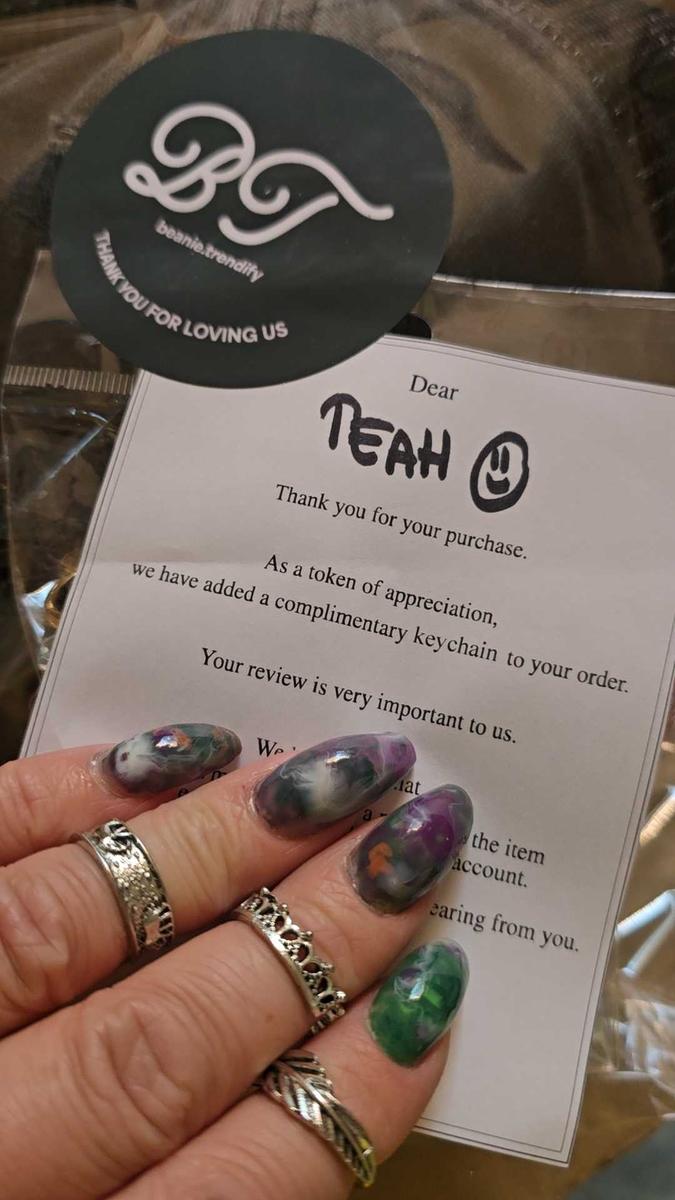 BT
beanie.trendify
THANK YOU FOR LOVING US
Dear
TEAH
Thank you for your purchase.
As a token of appreciation,
we have added a complimentary keychain to your order.
Your review is very important to us.
We
the item
account.
from you.